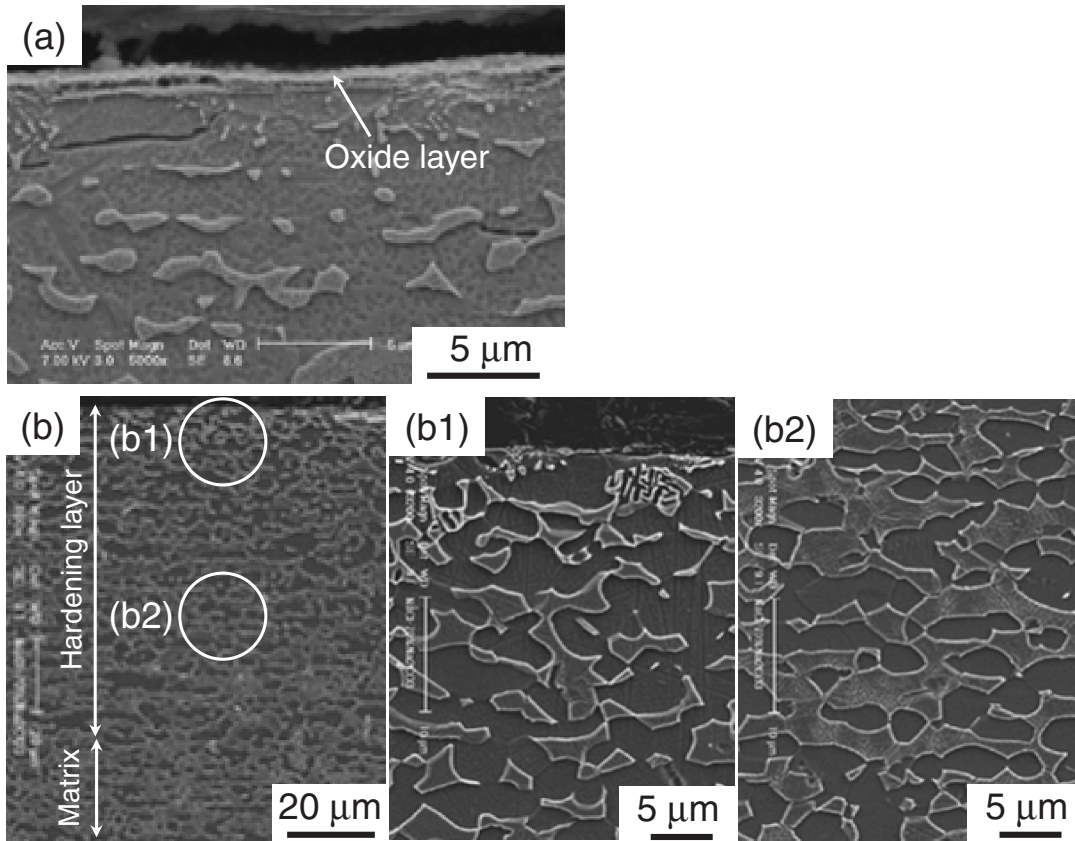 (a)
Oxide layer
Acc.V Spot Magn Det WD
7.00 kV 3.0 5000x SE 8.6
5 μm
(b)
(b1)
(b2)
Hardening layer
Matrix
20 μm
(b1)
5 μm
(b2)
5 μm